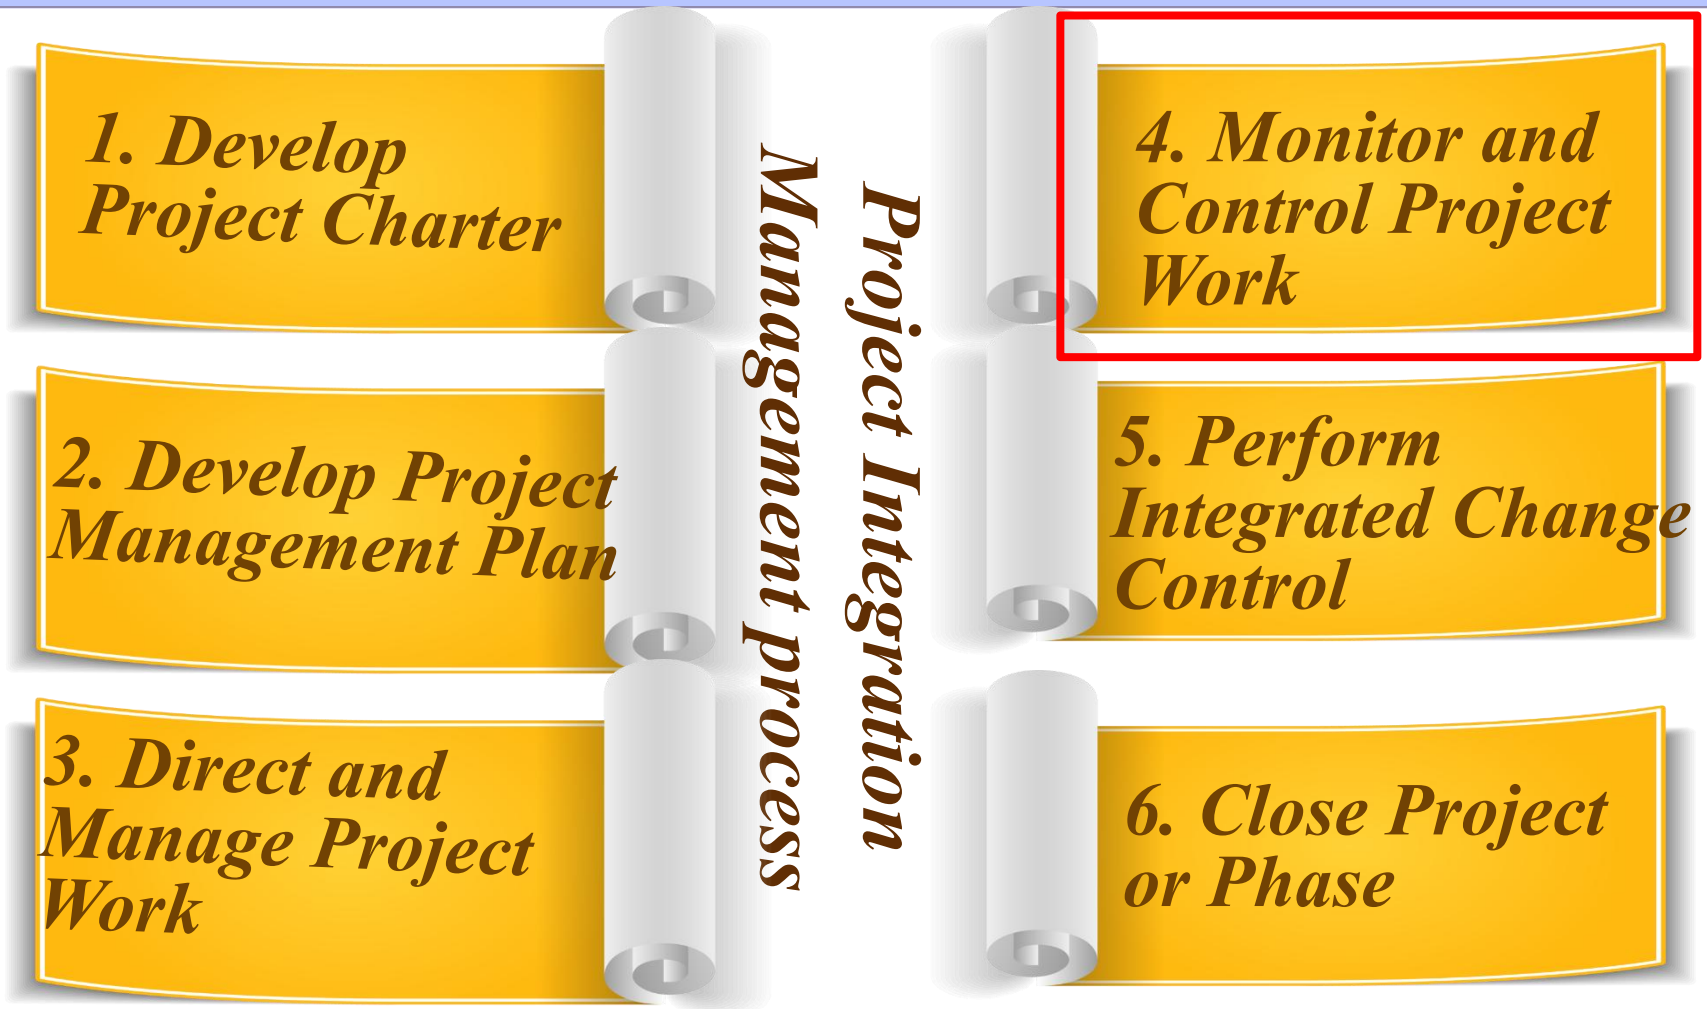 1. Develop
Project Charter
2. Develop Project
Management Plan
3. Direct and
Manage Project
Work
Project Integration
Management process
4. Monitor and
Control Project
Work
5. Perform
Integrated Change
Control
6. Close Project
or Phase